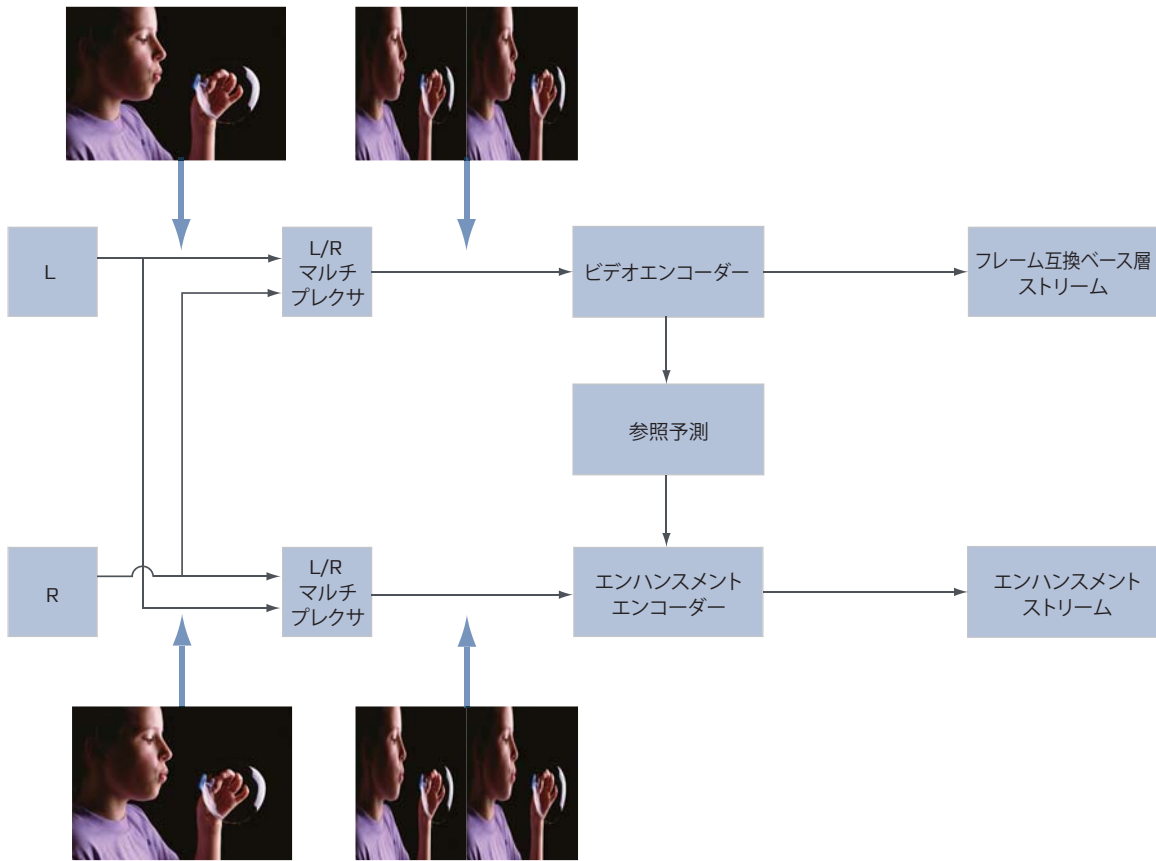 L
L/R
マルチ
プレクサ
ビデオエンコーダー
フレーム互換ベース層
ストリーム
参照予測
R
L/R
マルチ
プレクサ
エンハンスメント
エンコーダー
エンハンスメント
ストリーム